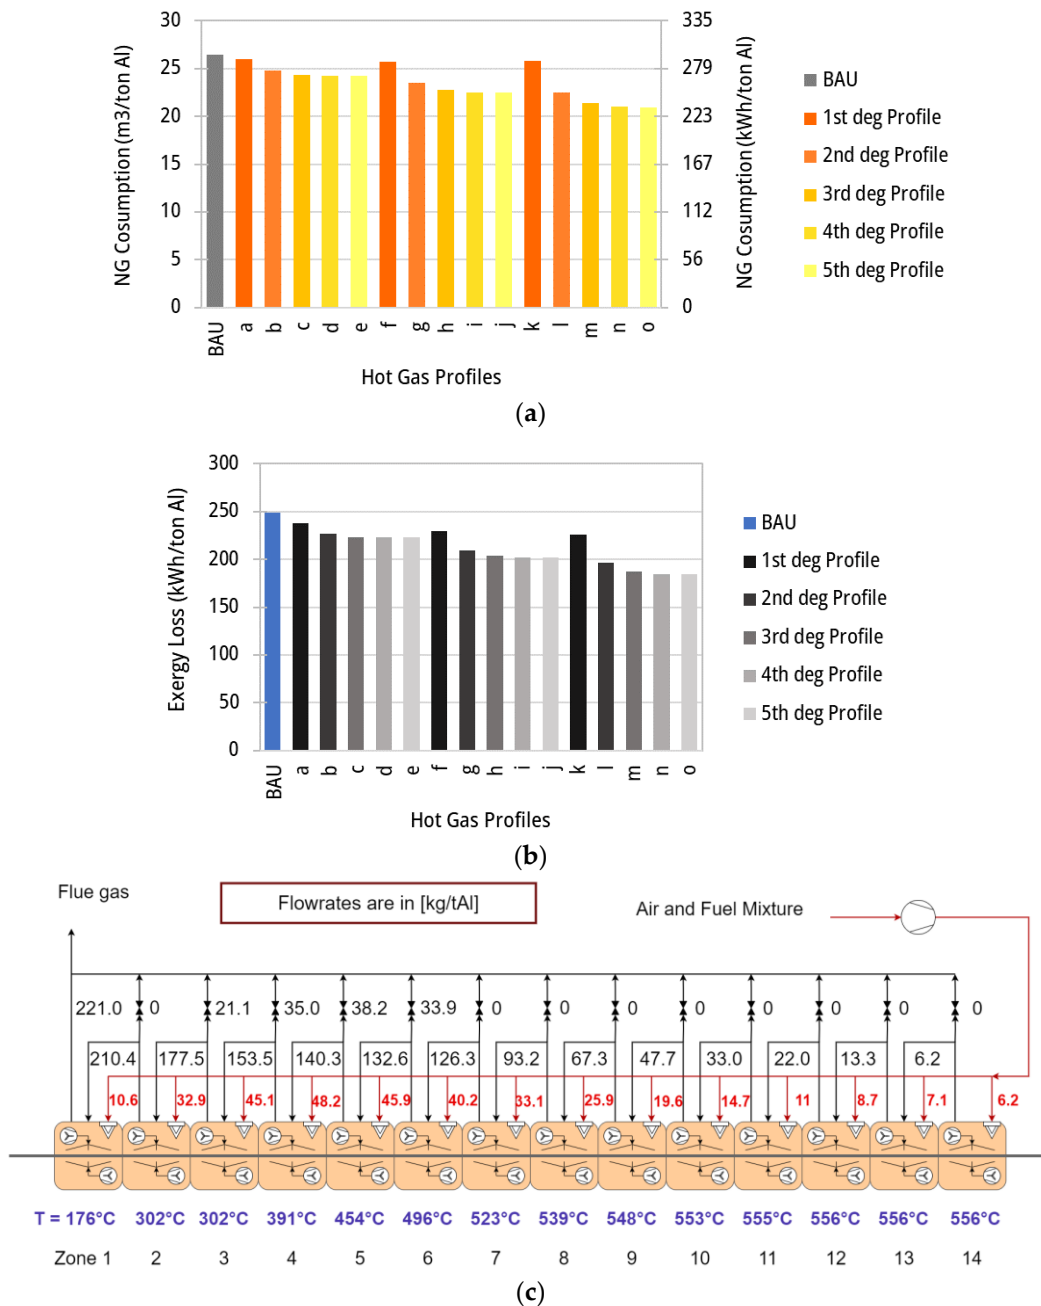 30
25
20
15
10
5
0
NG Cosumption (m3/ton Al)
335
279
223
167
112
56
0
NG Cosumption (kWh/ton Al)
BAU
1st deg Profile
2nd deg Profile
3rd deg Profile
4th deg Profile
5th deg Profile
BAU a b c d e f g h i j k l m n o
Hot Gas Profiles
(a)
300
250
200
150
100
50
0
Exergy Loss (kWh/ton Al)
BAU
1st deg Profile
2nd deg Profile
3rd deg Profile
4th deg Profile
5th deg Profile
BAU a b c d e f g h i j k l m n o
Hot Gas Profiles
(b)
Flue gas
Flowrates are in [kg/tAl]
Air and Fuel Mixture
221.0 0 21.1 35.0 38.2 33.9 0 0 0 0 0 0 0 0
210.4 177.5 153.5 140.3 132.6 126.3 93.2 67.3 47.7 33.0 22.0 13.3 6.2
10.6 32.9 45.1 48.2 45.9 40.2 33.1 25.9 19.6 14.7 11 8.7 7.1 6.2
T = 176°C 302°C 302°C 391°C 454°C 496°C 523°C 539°C 548°C 553°C 555°C 556°C 556°C 556°C
Zone 1 2 3 4 5 6 7 8 9 10 11 12 13 14
(c)